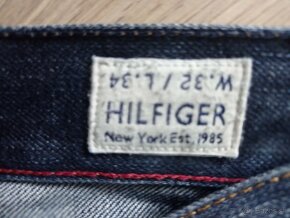 W.32 / L.34
HILFIGER
New York Est. 1985